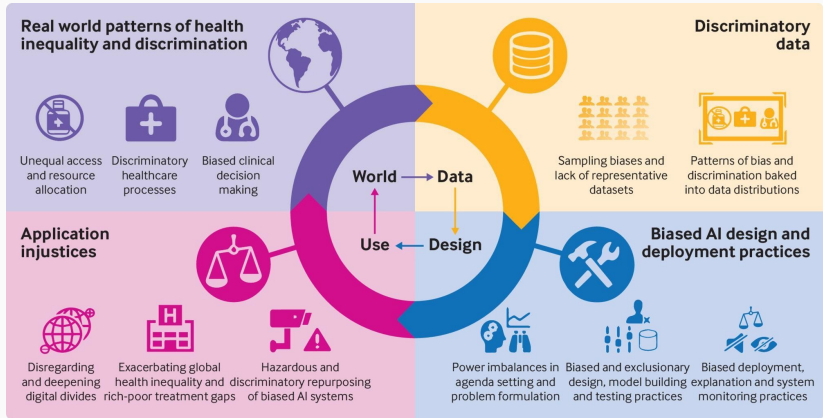 Real world patterns of health
inequality and discrimination
Unequal access
and resource
allocation
Discriminatory
healthcare
processes
Biased clinical
decision
making
Discriminatory
data
Sampling biases and
lack of representative
datasets
Patterns of bias and
discrimination baked
into data distributions
World
Data
Use
Design
Application
injustices
H
Disregarding
and deepening
digital divides
Exacerbating global
health inequality and
rich-poor treatment gaps
Hazardous and
discriminatory repurposing
of biased AI systems
Biased AI design and
deployment practices
Power imbalances in
agenda setting and
problem formulation
Biased and exclusionary
design, model building
and testing practices
Biased deployment,
explanation and system
monitoring practices